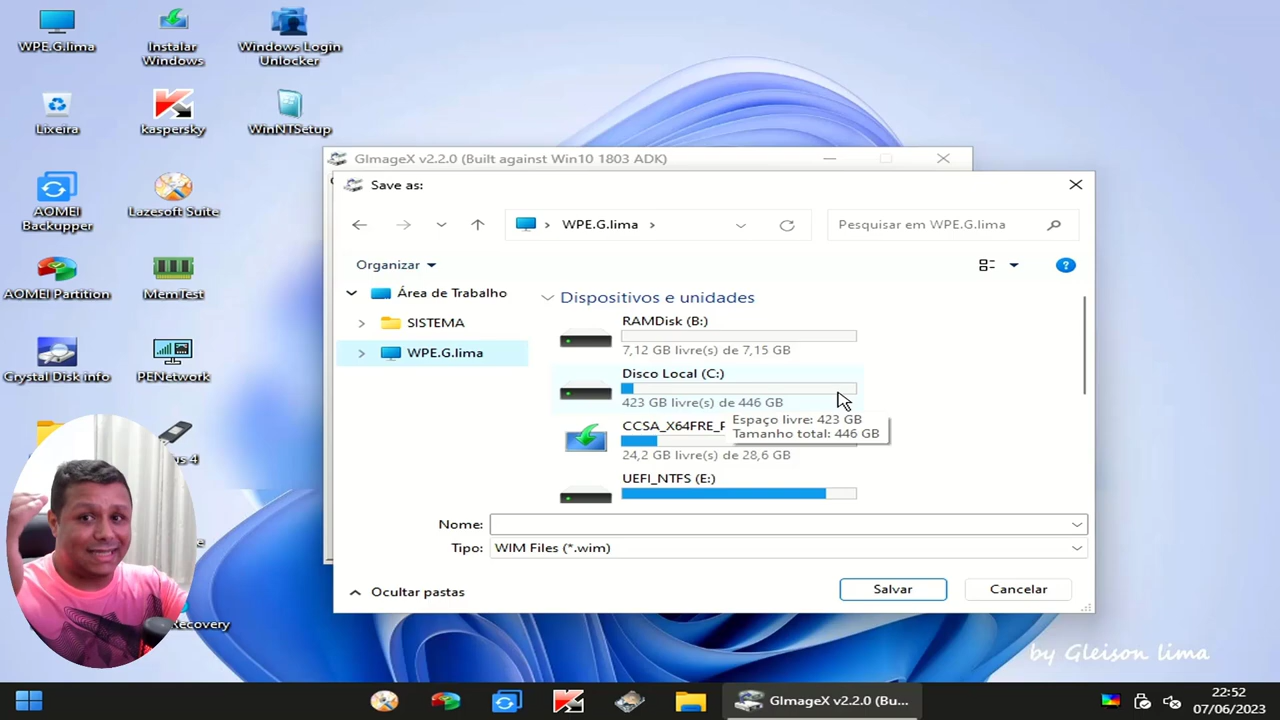 WPE.G.lima
Instalar
Windows
Windows Login
Unlocker
Lixeira
kaspersky
WinNTSetup
AOMEI
Backupper
Lazesoft Suite
AOMEI Partition
MemTest
Crystal Disk info
PENetwork
4
Recovery
GImageX v2.2.0 (Built against Win10 1803 ADK)
Save as:
WPE.G.lima
Pesquisar em WPE.G.lima
Organizar
Área de Trabalho
SISTEMA
WPE.G.lima
Dispositivos e unidades
RAMDisk (B:)
7,12 GB livre(s) de 7,15 GB
Disco Local (C:)
423 GB livre(s) de 446 GB
Espaço livre: 423 GB
Tamanho total: 446 GB
CCSA_X64FRE_P
24,2 GB livre(s) de 28,6 GB
UEFI_NTFS (E:)
Nome:
Tipo: WIM Files (*.wim)
Ocultar pastas
Salvar
Cancelar
by Gleison lima
GImageX v2.2.0 (Bu...
22:52
07/06/2023